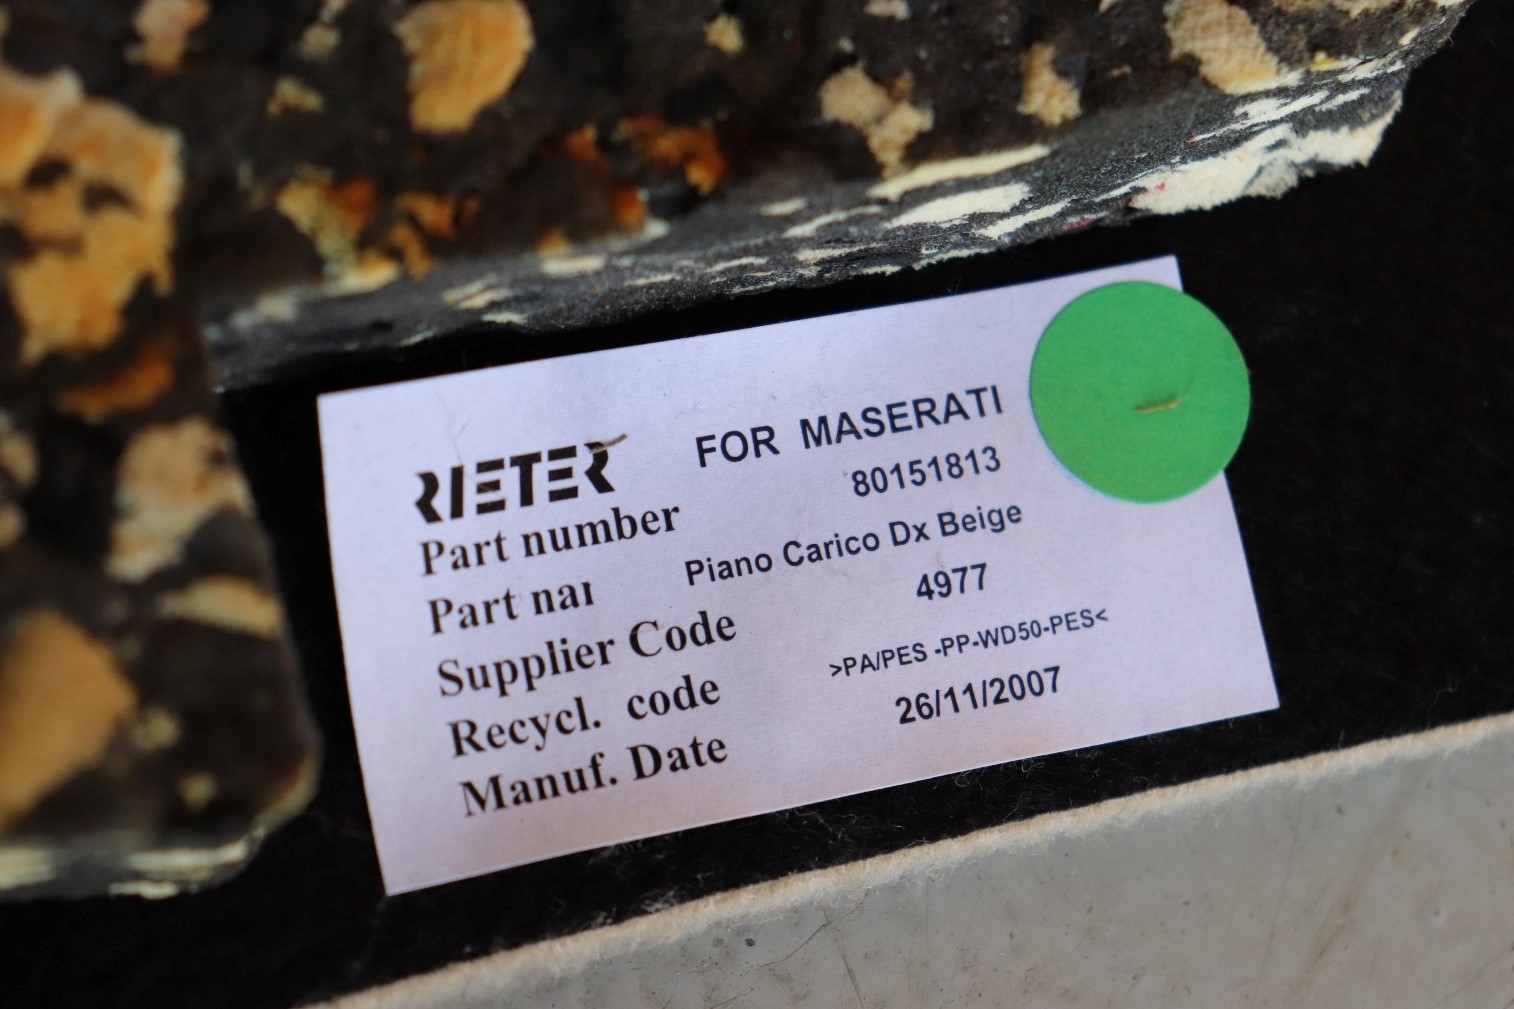 RIETER FOR MASERATI
Part number 80151813
Part nar Piano Carico Dx Beige
Supplier Code 4977
Recycl. code >PA/PES -PP-WD50-PES<
Manuf. Date 26/11/2007